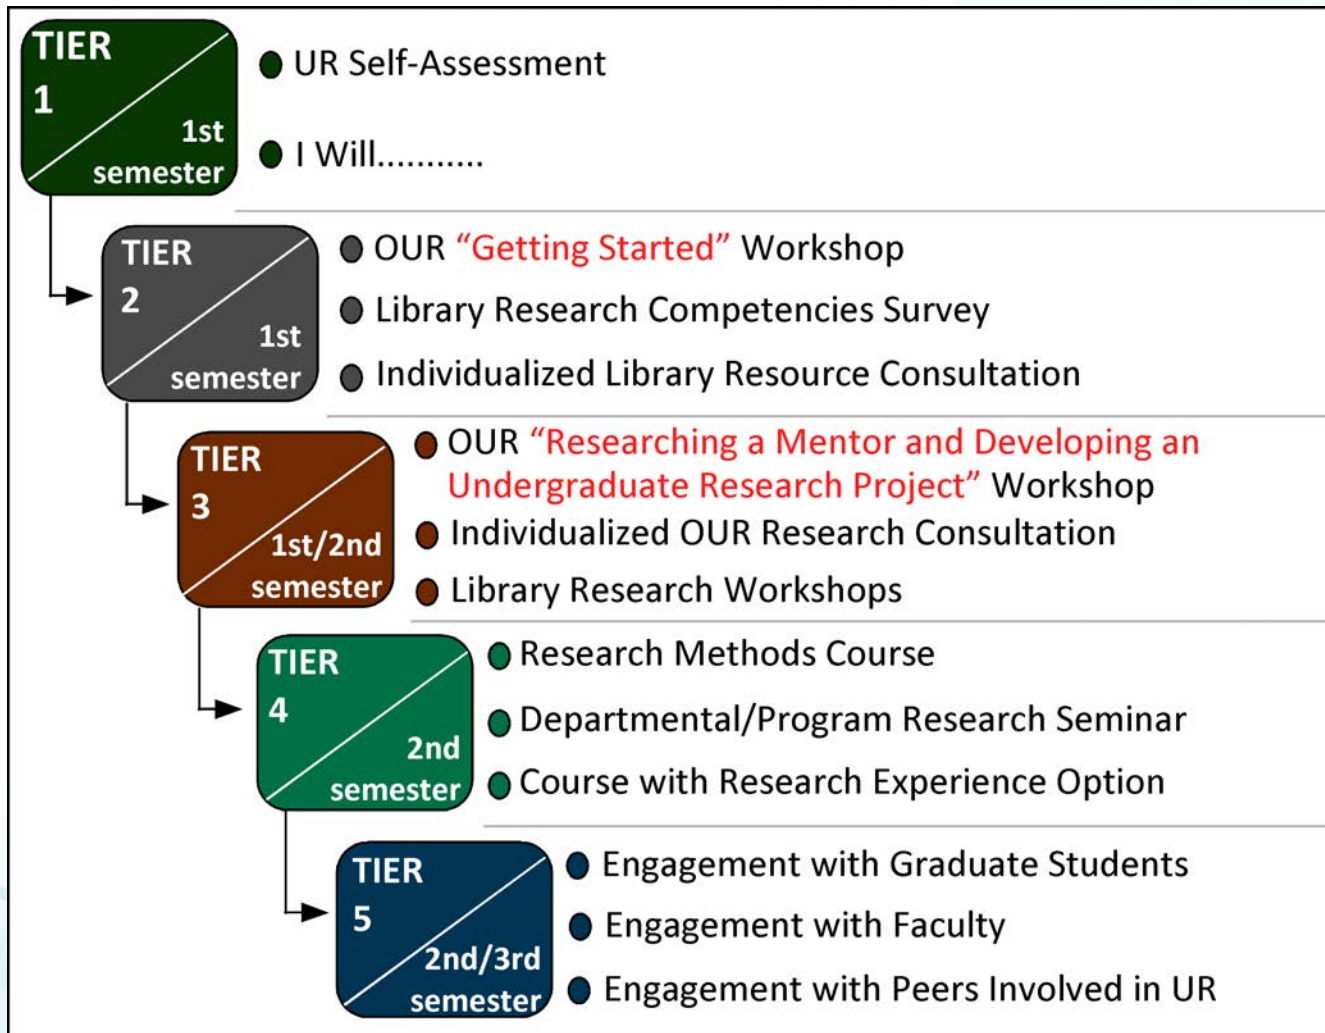 TIER
1
1st
semester
UR Self-Assessment
I Will...........
TIER
2
1st
semester
OUR “Getting Started” Workshop
Library Research Competencies Survey
Individualized Library Resource Consultation
TIER
3
1st/2nd
semester
OUR “Researching a Mentor and Developing an
Undergraduate Research Project” Workshop
Individualized OUR Research Consultation
Library Research Workshops
TIER
4
2nd
semester
Research Methods Course
Departmental/Program Research Seminar
Course with Research Experience Option
TIER
5
2nd/3rd
semester
Engagement with Graduate Students
Engagement with Faculty
Engagement with Peers Involved in UR